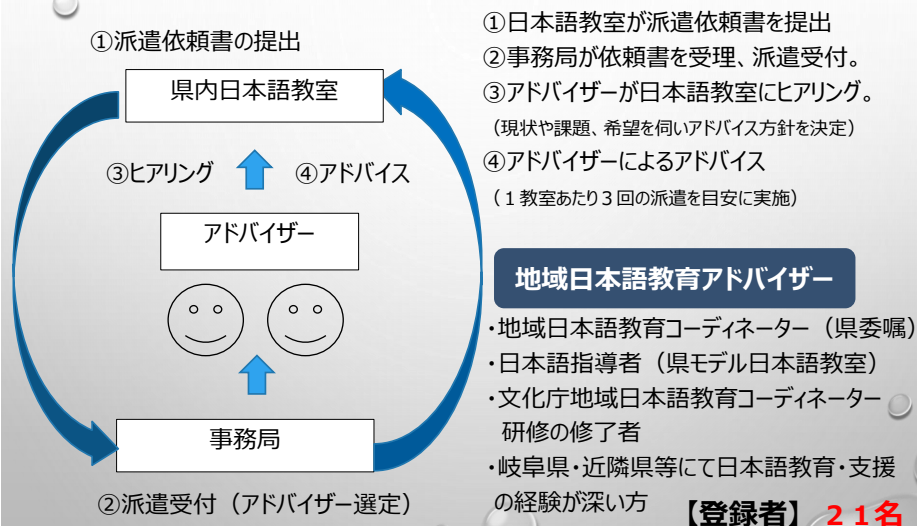 ①派遣依頼書の提出
県内日本語教室
③ヒアリング
④アドバイス
アドバイザー
事務局
②派遣受付（アドバイザー選定）
①日本語教室が派遣依頼書を提出
②事務局が依頼書を受理、派遣受付。
③アドバイザーが日本語教室にヒアリング。
（現状や課題、希望を伺いアドバイス方針を決定）
④アドバイザーによるアドバイス
（１教室あたり３回の派遣を目安に実施）
地域日本語教育アドバイザー
・地域日本語教育コーディネーター（県委嘱）
・日本語指導者（県モデル日本語教室）
・文化庁地域日本語教育コーディネーター
研修の修了者
・岐阜県・近隣県等にて日本語教育・支援
の経験が深い方
【登録者】 ２１名